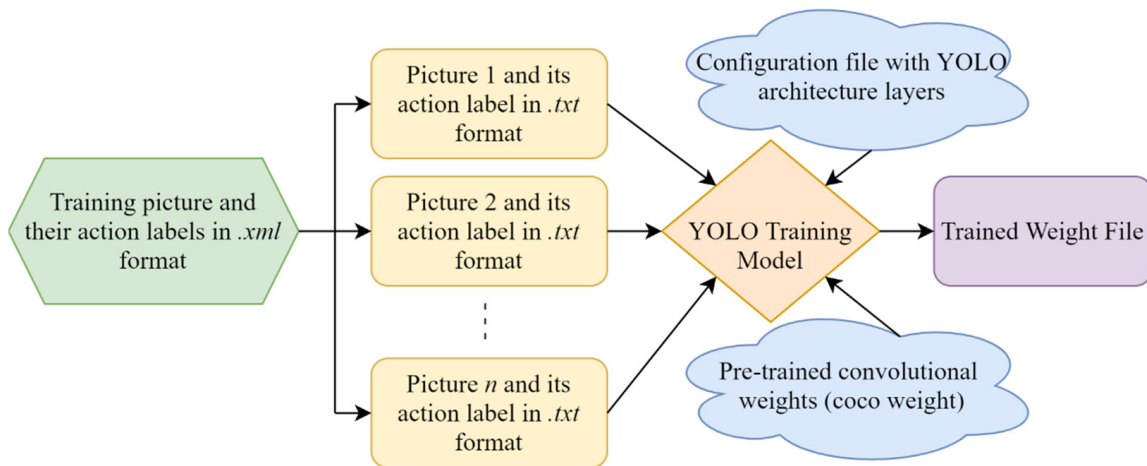 Training picture and
their action labels in .xml
format
Picture 1 and its
action label in .txt
format
Picture 2 and its
action label in .txt
format
Picture n and its
action label in .txt
format
Configuration file with YOLO
architecture layers
YOLO Training
Model
Pre-trained convolutional
weights (coco weight)
Trained Weight File